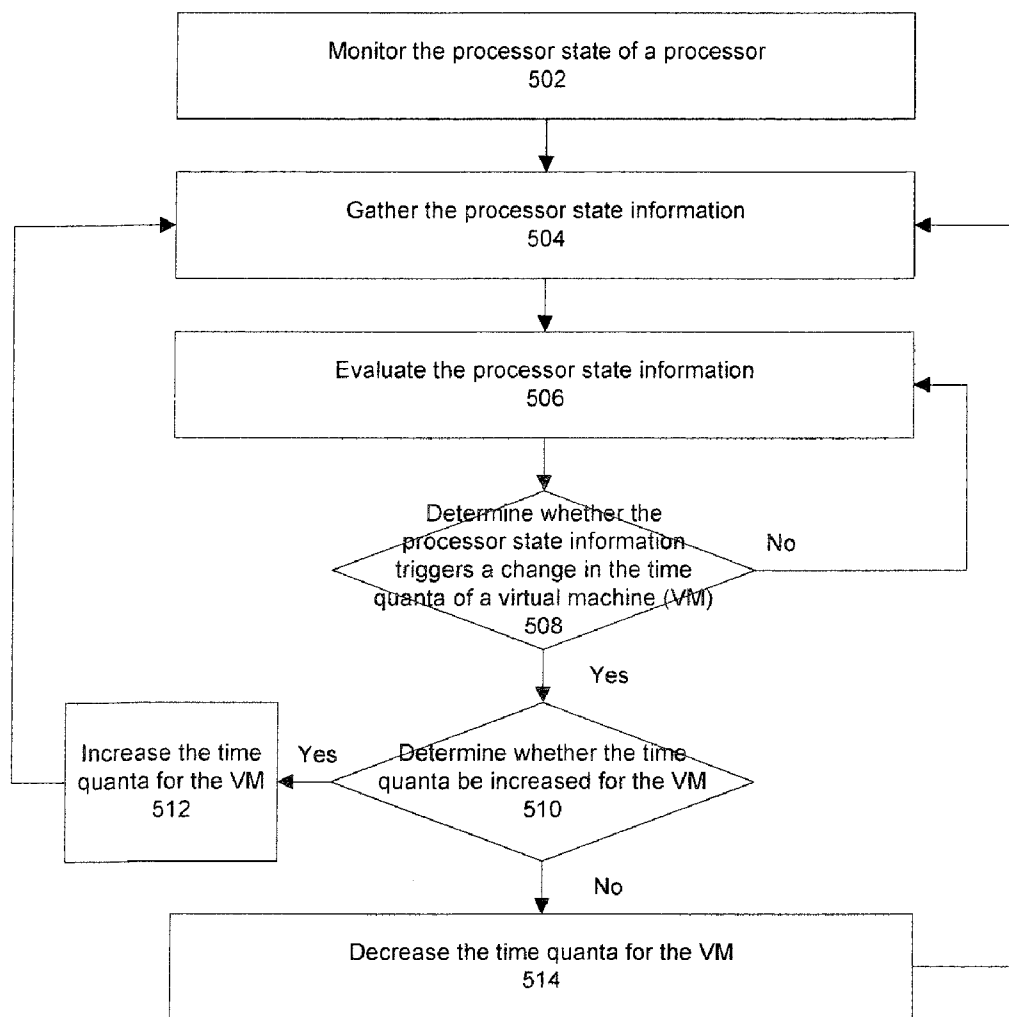 Monitor the processor state of a processor
502
Gather the processor state information
504
Evaluate the processor state information
506
Determine whether the
processor state information
triggers a change in the time
quanta of a virtual machine (VM)
508
No
Yes
Increase the time
quanta for the VM
512
Yes
Determine whether the time
quanta be increased for the VM
510
No
Decrease the time quanta for the VM
514